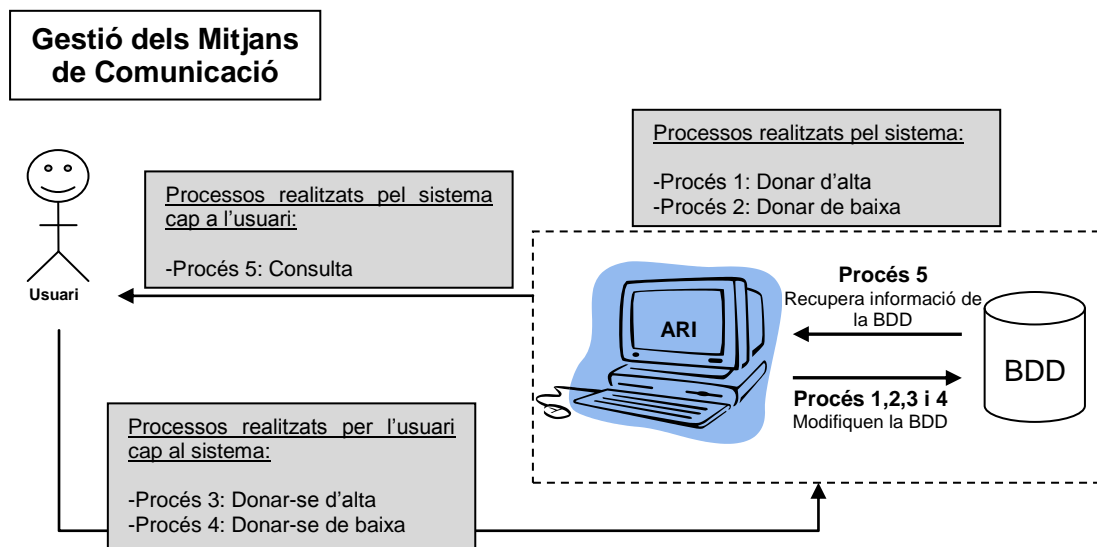 Gestió dels Mitjans
de Comunicació
Processos realitzats pel sistema:
-Procés 1: Donar d’alta
-Procés 2: Donar de baixa
Processos realitzats pel sistema
cap a l’usuari:
-Procés 5: Consulta
Usuari
ARI
Procés 5
Recupera informació de
la BDD
BDD
Procés 1,2,3 i 4
Modifiquen la BDD
Processos realitzats per l’usuari
cap al sistema:
-Procés 3: Donar-se d’alta
-Procés 4: Donar-se de baixa